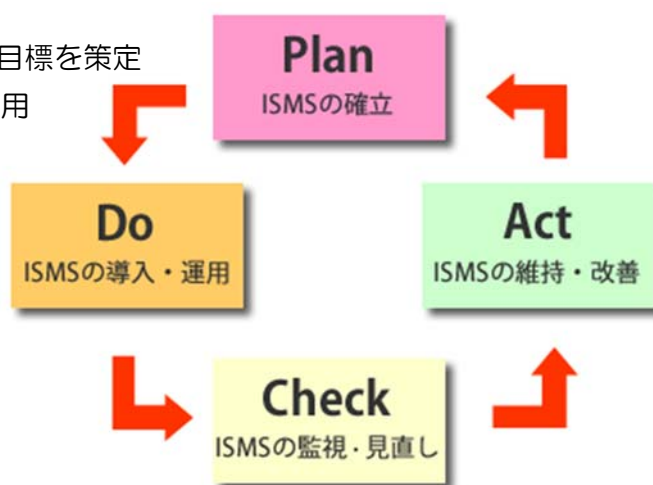 目標を策定
用
Plan
ISMSの確立
Do
ISMSの導入・運用
Act
ISMSの維持・改善
Check
ISMSの監視・見直し